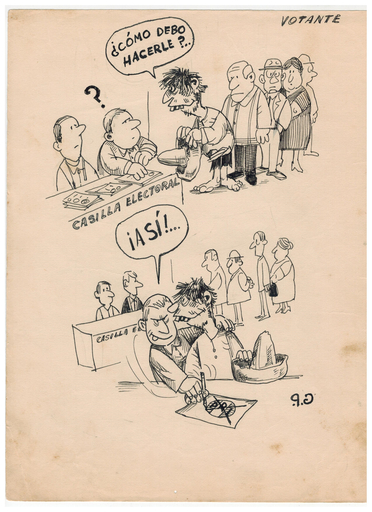 VOTANTE
¿CÓMO DEBO
HACERLE?..
?
CASILLA ELECTORAL
¡ASÍ!...
CASILLA E